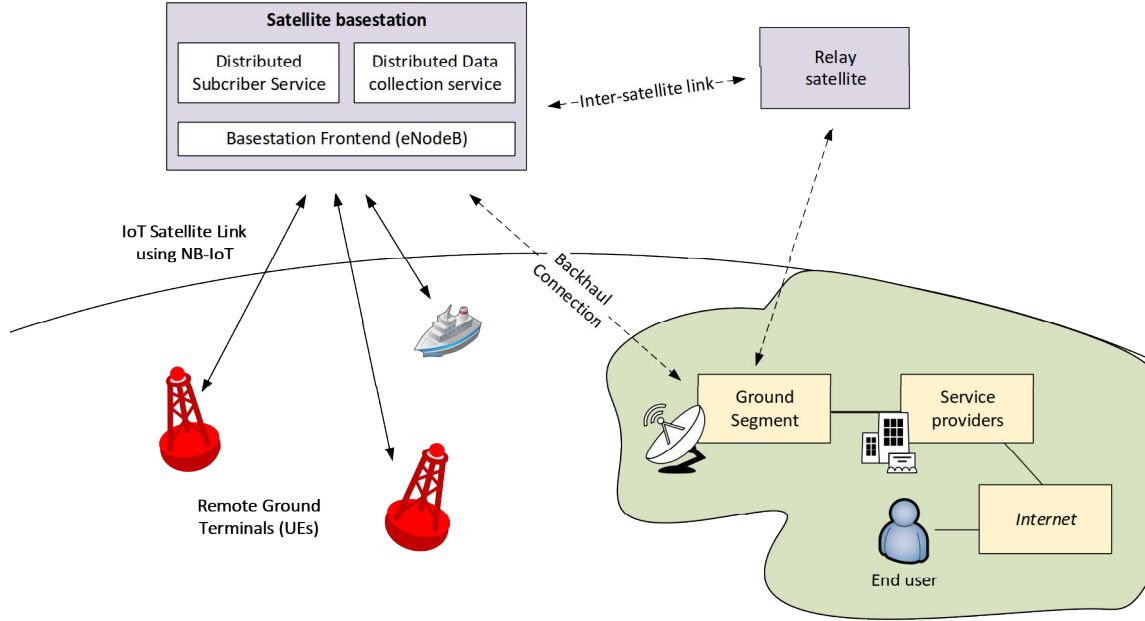 Satellite basestation
Distributed
Subcriber Service
Distributed Data
collection service
Basestation Frontend (eNodeB)
Inter-satellite link
Relay
satellite
IoT Satellite Link
using NB-IoT
Backhaul
Connection
Ground
Segment
Service
providers
Remote Ground
Terminals (UEs)
Internet
End user